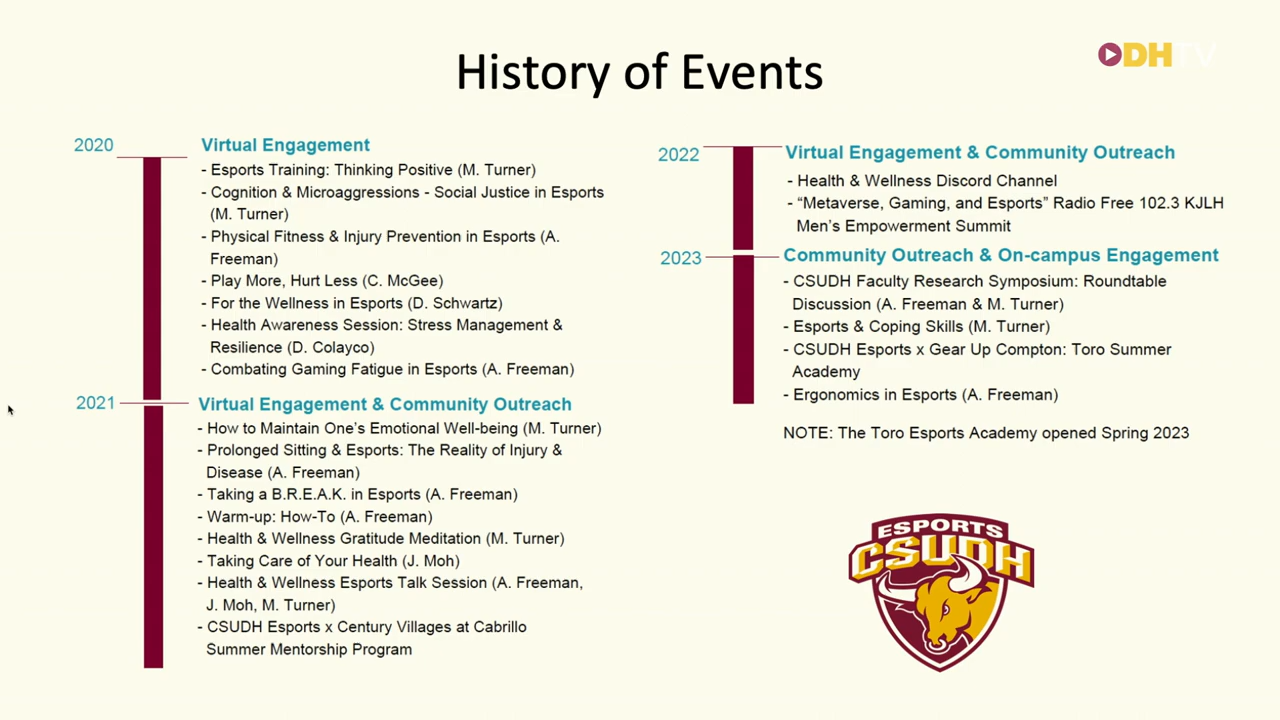 DHTV
History of Events
2020
Virtual Engagement
- Esports Training: Thinking Positive (M. Turner)
- Cognition & Microaggressions - Social Justice in Esports
(M. Turner)
- Physical Fitness & Injury Prevention in Esports (A.
Freeman)
- Play More, Hurt Less (C. McGee)
- For the Wellness in Esports (D. Schwartz)
- Health Awareness Session: Stress Management &
Resilience (D. Colayco)
- Combating Gaming Fatigue in Esports (A. Freeman)
2021
Virtual Engagement & Community Outreach
- How to Maintain One’s Emotional Well-being (M. Turner)
- Prolonged Sitting & Esports: The Reality of Injury &
Disease (A. Freeman)
- Taking a B.R.E.A.K. in Esports (A. Freeman)
- Warm-up: How-To (A. Freeman)
- Health & Wellness Gratitude Meditation (M. Turner)
- Taking Care of Your Health (J. Moh)
- Health & Wellness Esports Talk Session (A. Freeman,
J. Moh, M. Turner)
- CSUDH Esports x Century Villages at Cabrillo
Summer Mentorship Program
2022
Virtual Engagement & Community Outreach
- Health & Wellness Discord Channel
- “Metaverse, Gaming, and Esports” Radio Free 102.3 KJLH
Men’s Empowerment Summit
2023
Community Outreach & On-campus Engagement
- CSUDH Faculty Research Symposium: Roundtable
Discussion (A. Freeman & M. Turner)
- Esports & Coping Skills (M. Turner)
- CSUDH Esports x Gear Up Compton: Toro Summer
Academy
- Ergonomics in Esports (A. Freeman)
NOTE: The Toro Esports Academy opened Spring 2023
ESPORTS
CSUDH